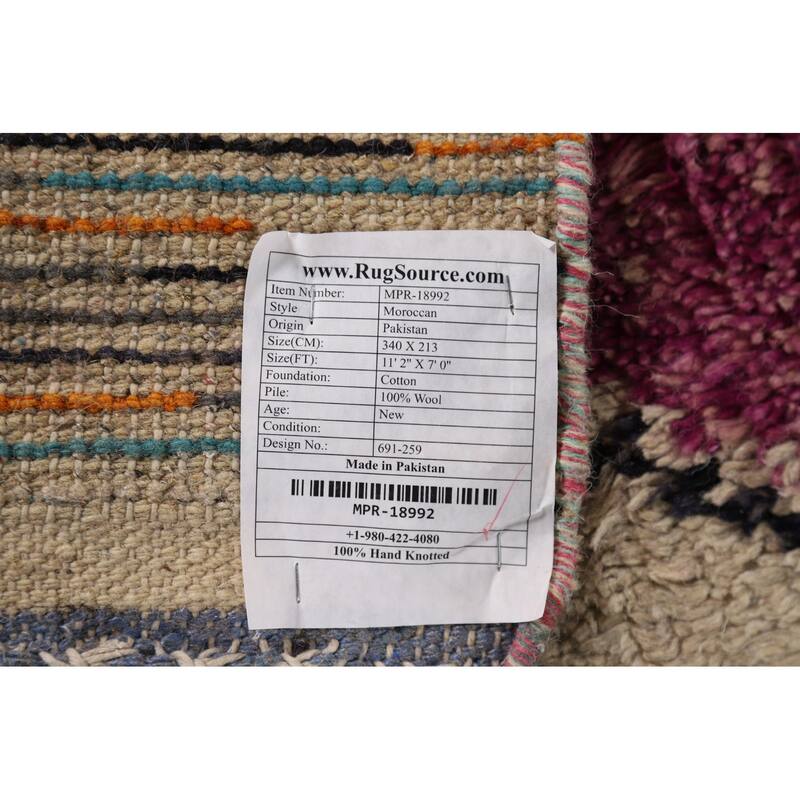 www.RugSource.com
Item Number: MPR-18992
Style Moroccan
Origin Pakistan
Size(CM): 340 X 213
Size(FT): 11' 2" X 7' 0"
Foundation: Cotton
Pile: 100% Wool
Age: New
Condition:
Design No.: 691-259
Made in Pakistan
MPR-18992
+1-980-422-4080
100% Hand Knotted